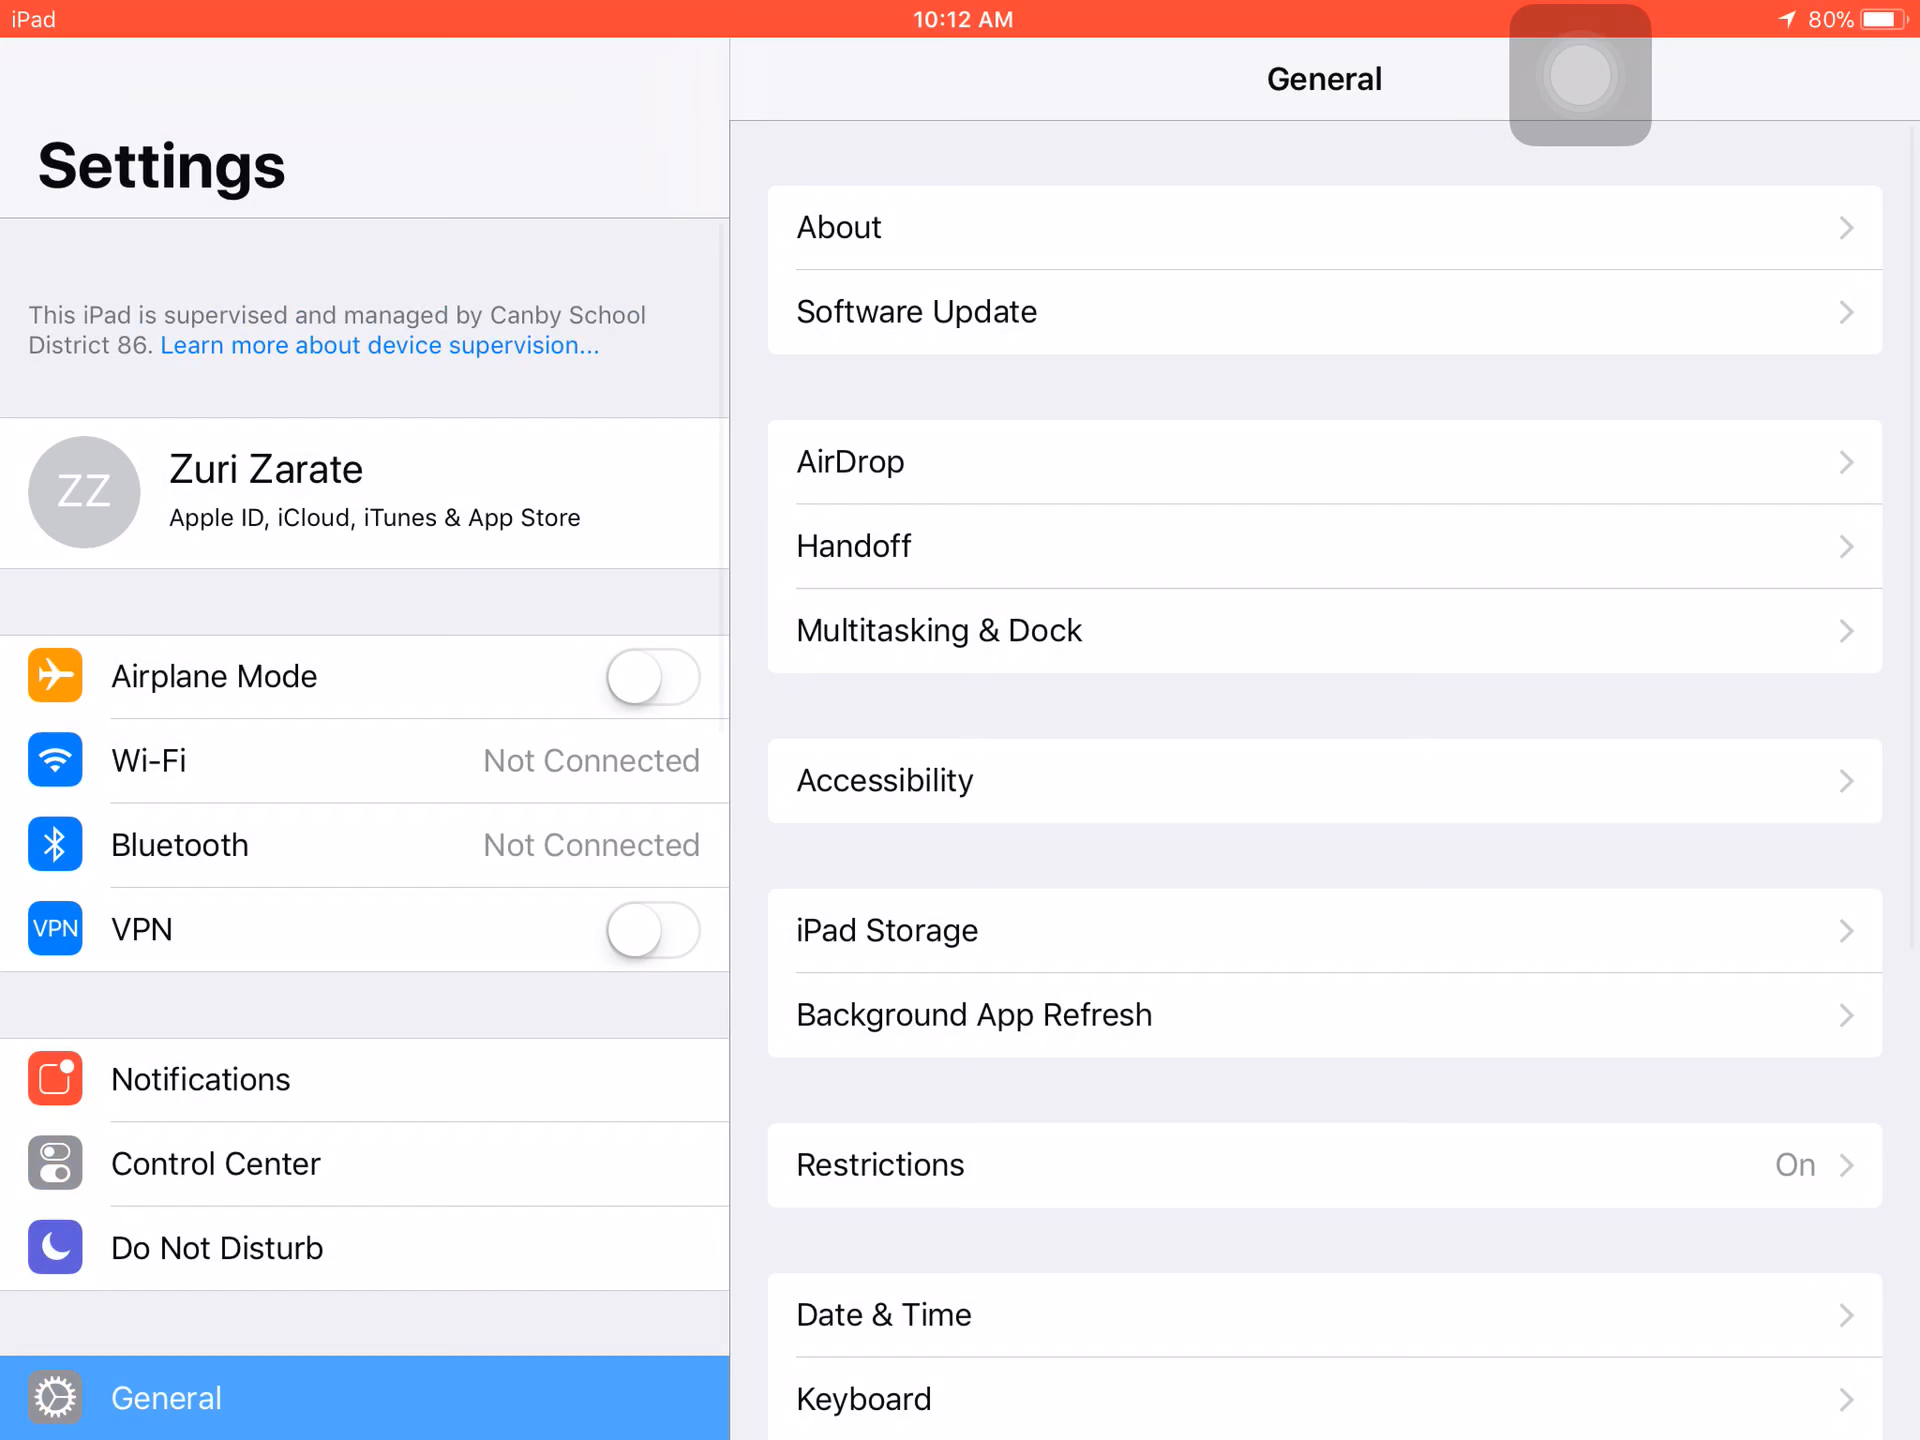 iPad
10:12 AM
80%
Settings
This iPad is supervised and managed by Canby School
District 86. Learn more about device supervision...
ZZ
Zuri Zarate
Apple ID, iCloud, iTunes & App Store
Airplane Mode
Wi-Fi Not Connected
Bluetooth Not Connected
VPN VPN
Notifications
Control Center
Do Not Disturb
General
General
About
Software Update
AirDrop
Handoff
Multitasking & Dock
Accessibility
iPad Storage
Background App Refresh
Restrictions On
Date & Time
Keyboard